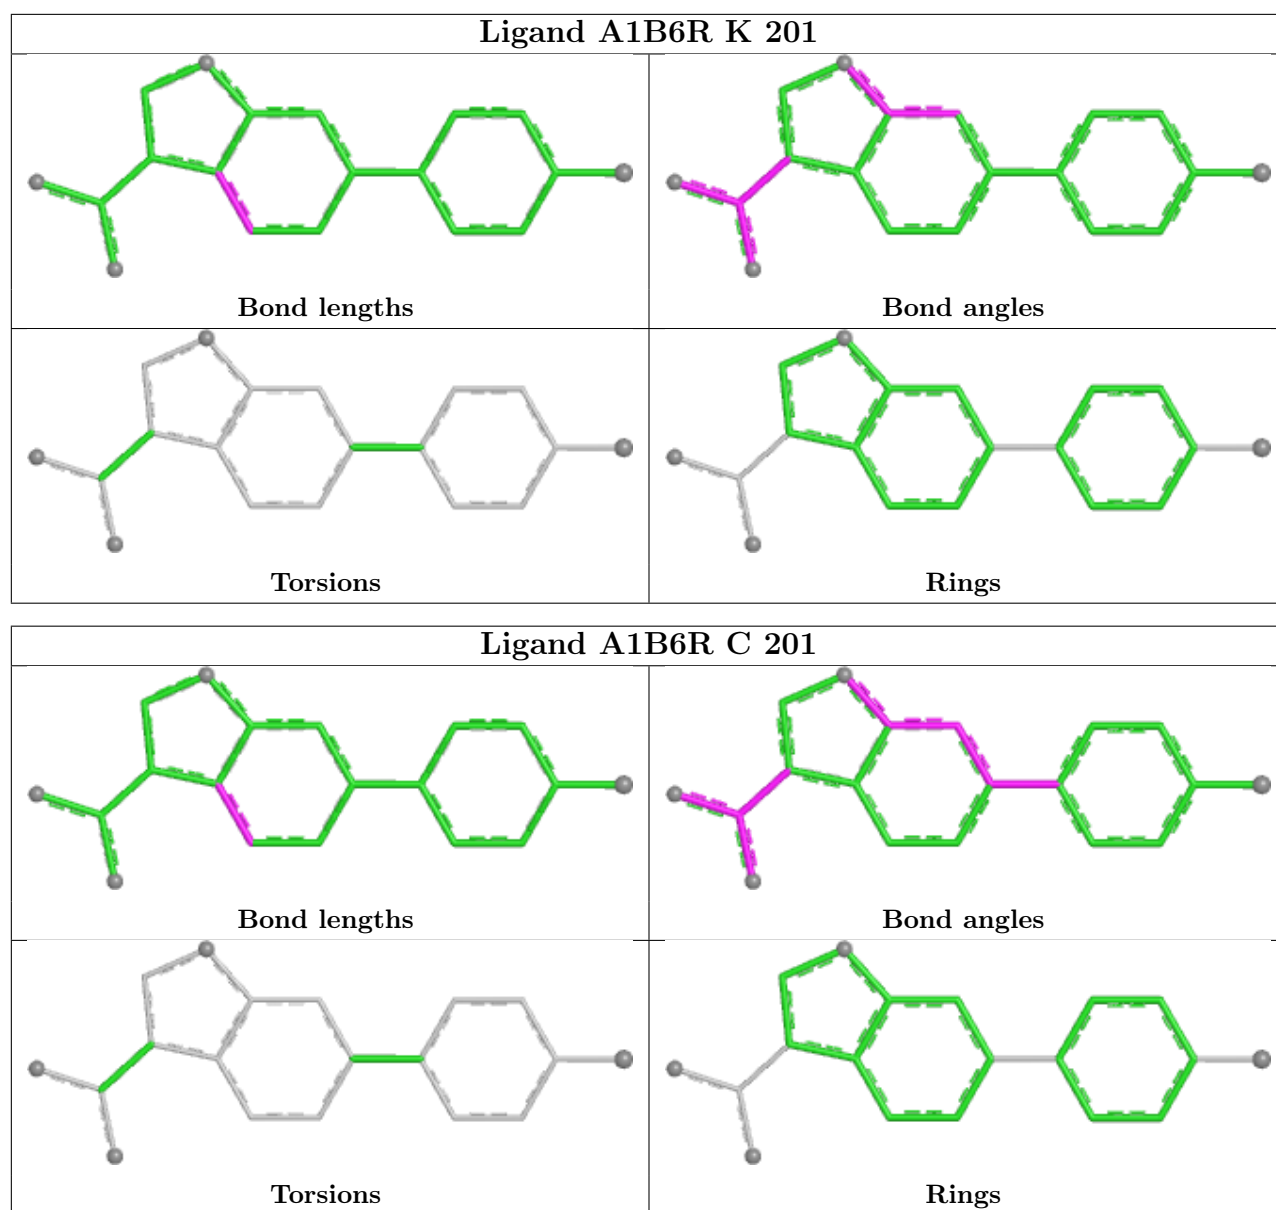 Ligand A1B6R K 201
Bond lengths
Bond angles
Torsions
Rings
Ligand A1B6R C 201
Bond lengths
Bond angles
Torsions
Rings